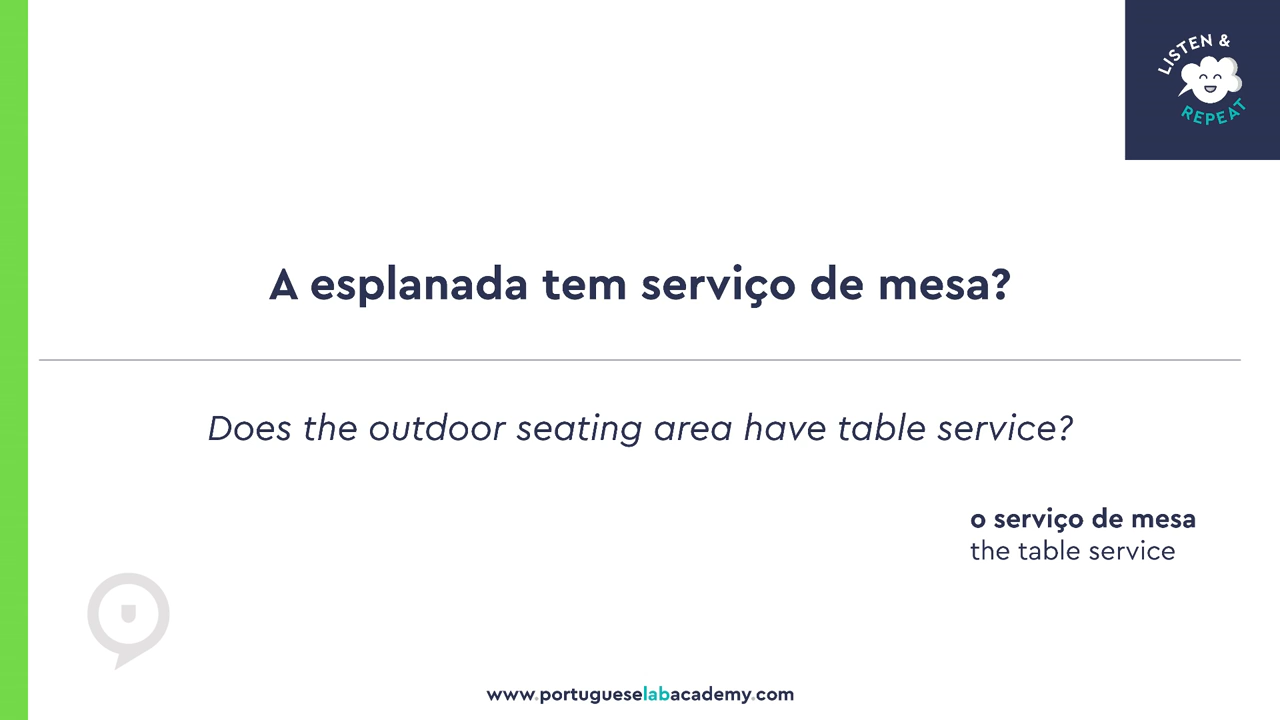 LISTEN &
REPEAT
A esplanada tem serviço de mesa?
Does the outdoor seating area have table service?
o serviço de mesa
the table service
www.portugueselabacademy.com